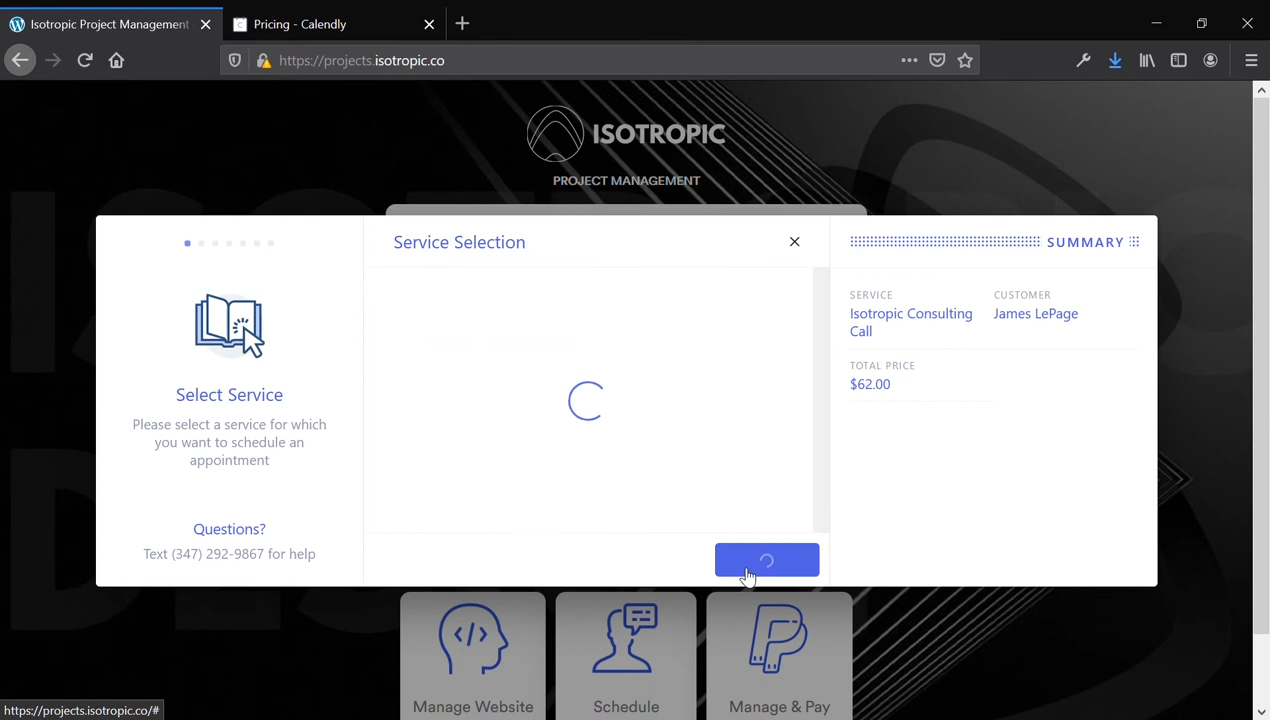 Isotropic Project Management
Pricing - Calendly
https://projects.isotropic.co
ISOTROPIC
PROJECT MANAGEMENT
Select Service
Please select a service for which
you want to schedule an
appointment
Questions?
Text (347) 292-9867 for help
Service Selection
SUMMARY
SERVICE
Isotropic Consulting
Call
CUSTOMER
James LePage
TOTAL PRICE
$62.00
Manage Website
Schedule
Manage & Pay
https://projects.isotropic.co/#